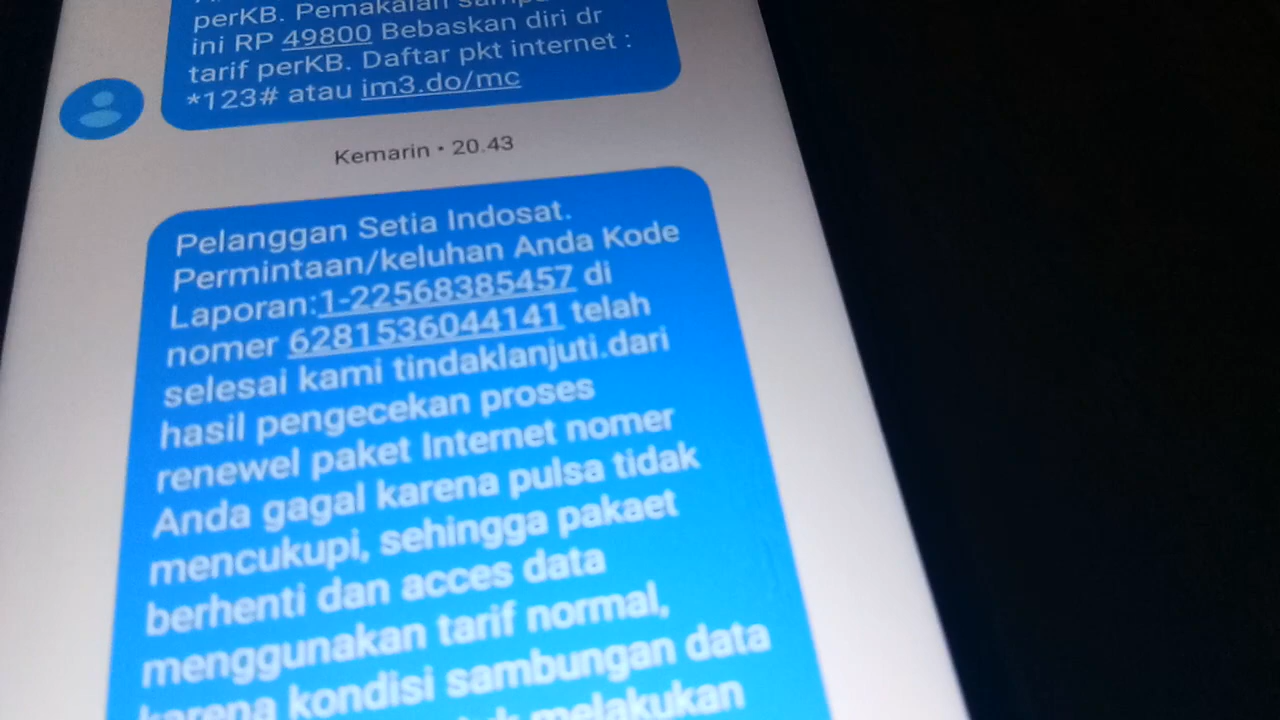 perKB. Pemakaian
ini RP 49800 Bebaskan diri dr
tarif perKB. Daftar pkt internet :
*123# atau im3.do/mc
Kemarin • 20.43
Pelanggan Setia Indosat.
Permintaan/keluhan Anda Kode
Laporan:1-22568385457 di
nomer 6281536044141 telah
selesai kami tindaklanjuti.dari
hasil pengecekan proses
renewel paket Internet nomer
Anda gagal karena pulsa tidak
mencukupi, sehingga pakaet
berhenti dan acces data
menggunakan tarif normal,
karena kondisi sambungan data
melakukan